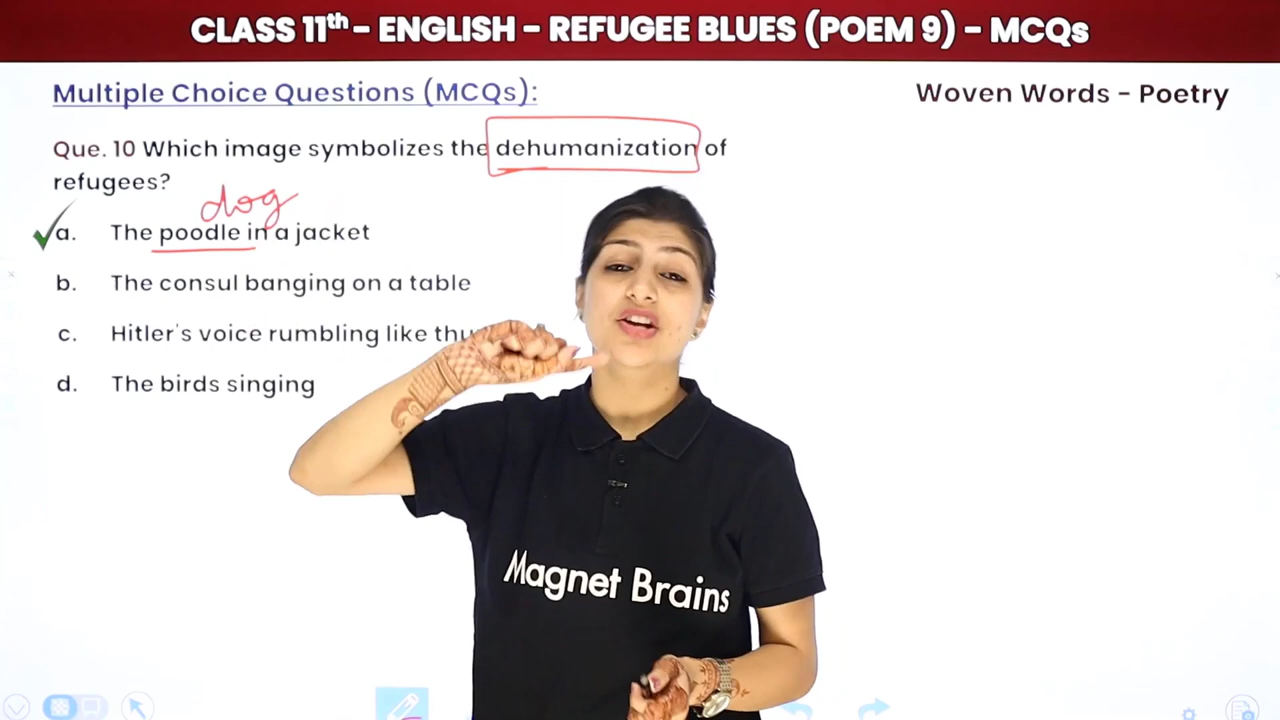 CLASS 11th - ENGLISH - REFUGEE BLUES (POEM 9) - MCQs
Multiple Choice Questions (MCQs):
Woven Words - Poetry
Que. 10 Which image symbolizes the dehumanization of
refugees?
dog
a. The poodle in a jacket
b. The consul banging on a table
c. Hitler's voice rumbling like
d. The birds singing
Magnet Brains